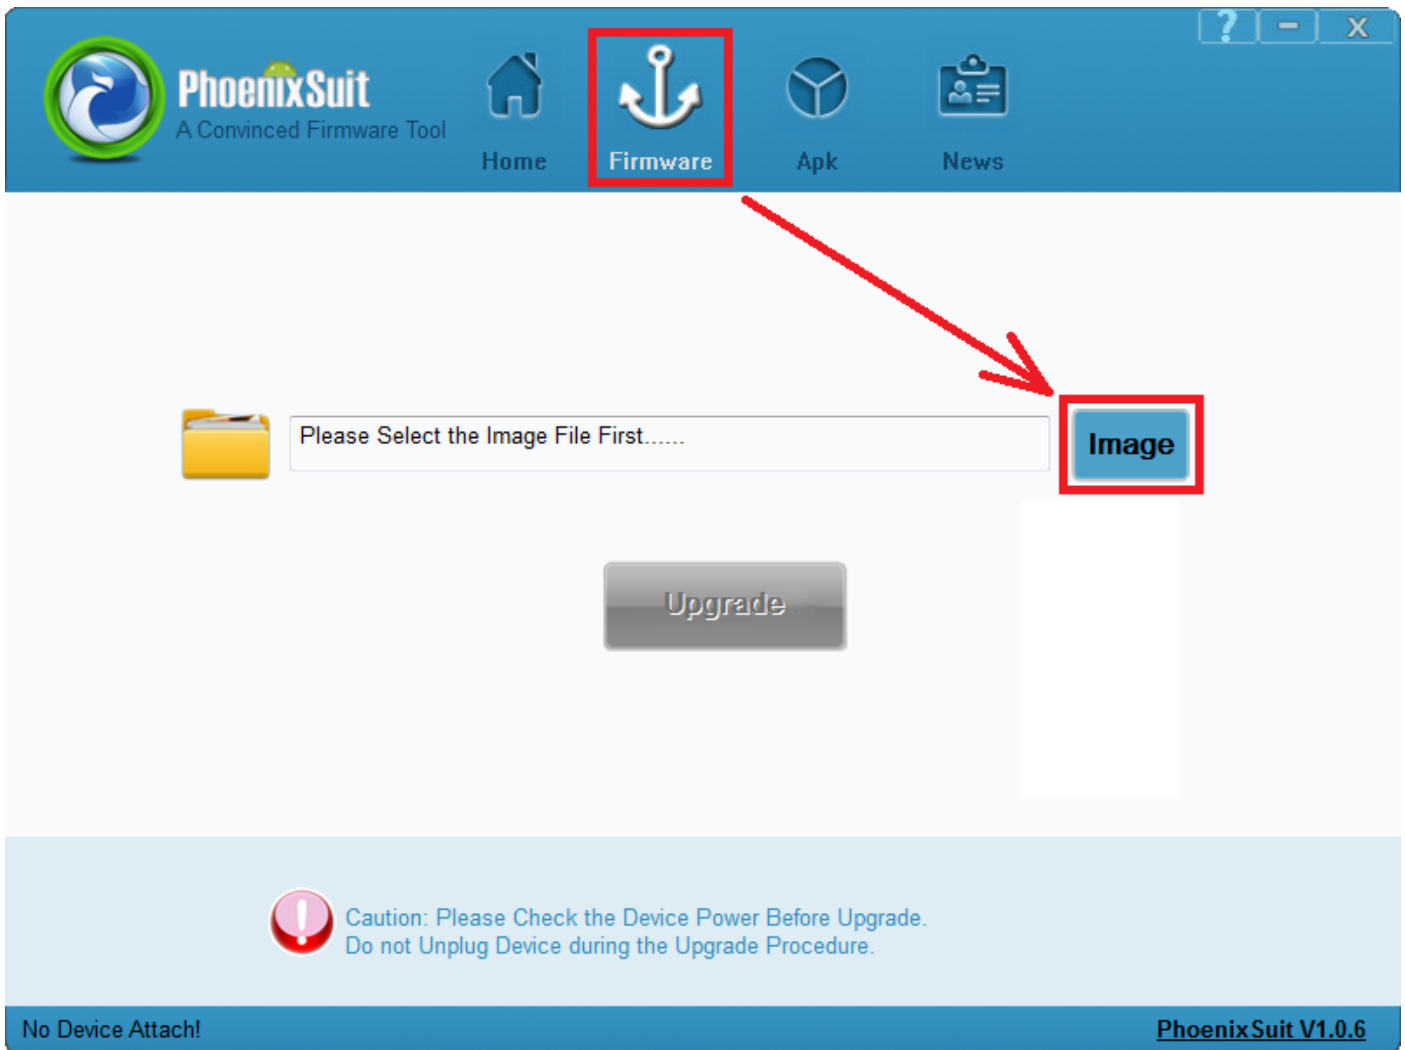 ? - X
PhoenixSuit
A Convinced Firmware Tool
Home Firmware Apk News
Please Select the Image File First......
Image
Upgrade
Caution: Please Check the Device Power Before Upgrade.
Do not Unplug Device during the Upgrade Procedure.
No Device Attach!
PhoenixSuit V1.0.6